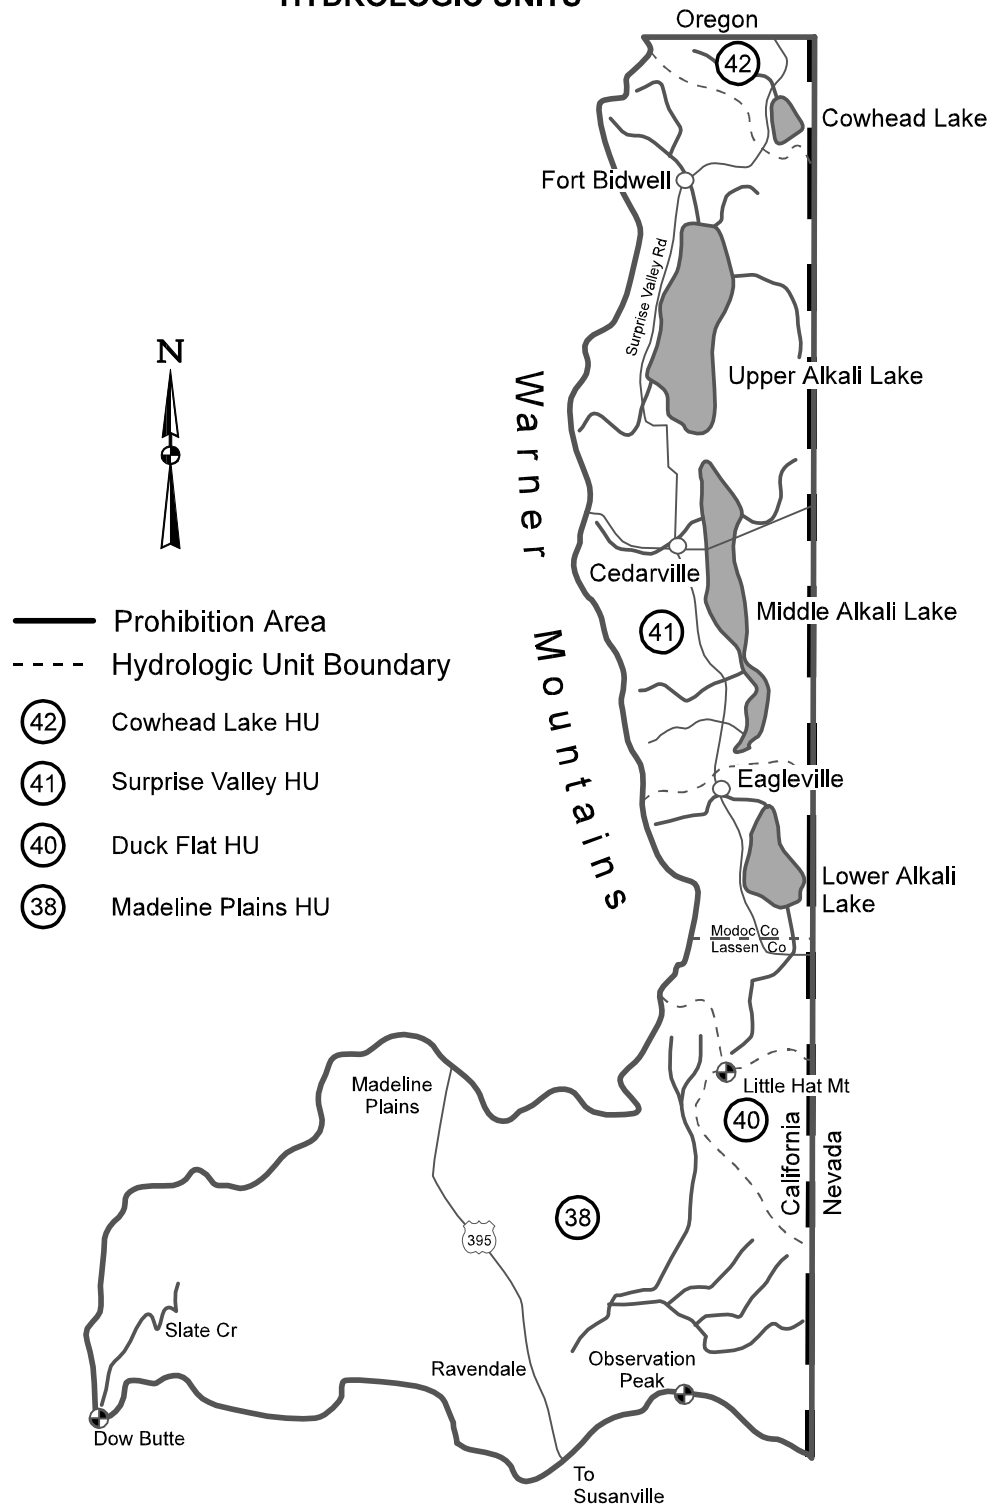 HYDROLOGIC UNITS
Oregon
42
Cowhead Lake
Fort Bidwell
Surprise Valley Rd
N
Upper Alkali Lake
Warner
Mountains
Cedarville
41
Middle Alkali Lake
Prohibition Area
Hydrologic Unit Boundary
42 Cowhead Lake HU
41 Surprise Valley HU
40 Duck Flat HU
38 Madeline Plains HU
Eagleville
Lower Alkali
Lake
Modoc Co
Lassen Co
Madeline
Plains
Little Hat Mt
40
California
Nevada
38
395
Slate Cr
Ravendale
Observation
Peak
Dow Butte
To
Susanville